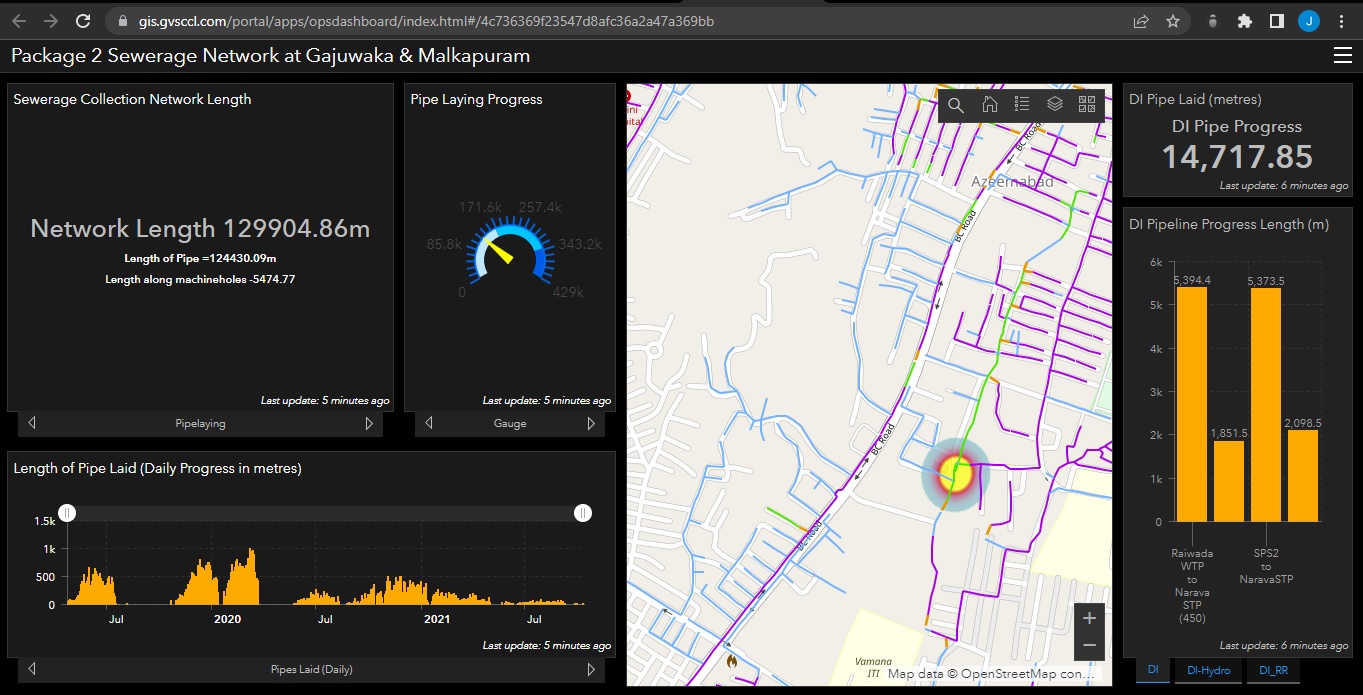 gis.gvsccl.com/portal/apps/opsdashboard/index.html#/4c736369f23547d8afc36a2a47a369bb
J
Package 2 Sewerage Network at Gajuwaka & Malkapuram
Sewerage Collection Network Length
Network Length 129904.86m
Length of Pipe =124430.09m
Length along machineholes -5474.77
Last update: 5 minutes ago
Pipelaying
Pipe Laying Progress
171.6k
257.4k
85.8k
343.2k
0
429k
Last update: 5 minutes ago
Gauge
Length of Pipe Laid (Daily Progress in metres)
1.5k
1k
500
0
Jul
2020
Jul
2021
Jul
Last update: 5 minutes ago
Pipes Laid (Daily)
BC Road
Azeemabad
BC Road
BC Road
BC Road
Vamana
ITI
Map data © OpenStreetMap con...
+
−
DI Pipe Laid (metres)
DI Pipe Progress
14,717.85
Last update: 6 minutes ago
DI Pipeline Progress Length (m)
6k
5,394.4
5,373.5
5k
4k
3k
2,098.5
2k
1,851.5
1k
0
Raiwada
WTP
to
Narava
STP
(450)
SPS2
to
NaravaSTP
Last update: 6 minutes ago
DI
DI-Hydro
DI_RR